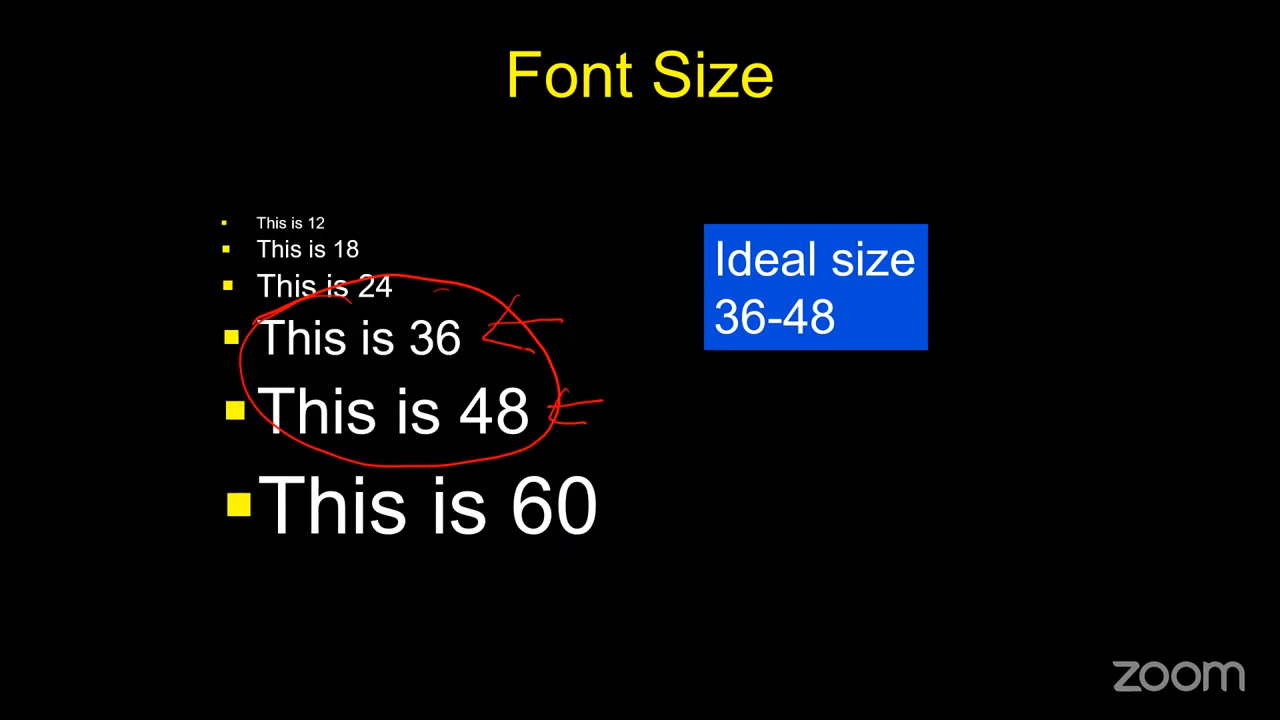 Font Size
This is 12
This is 18
This is 24
This is 36
This is 48
This is 60
Ideal size
36-48
zoom